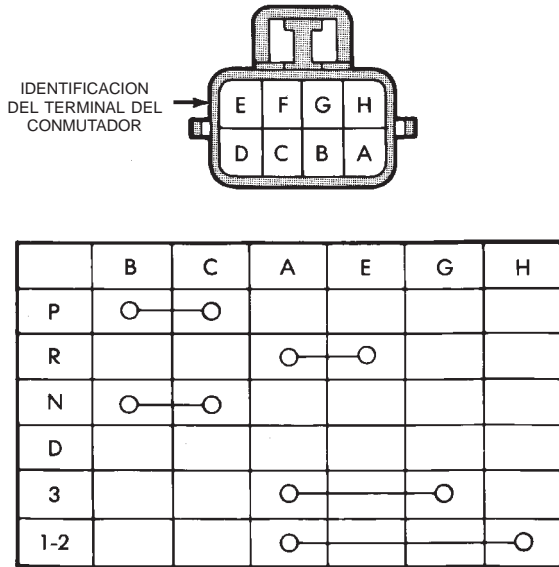 IDENTIFICACION
DEL TERMINAL DEL
CONMUTADOR
E F G H
D C B A
B C A E G H
P
R
N
D
3
1-2